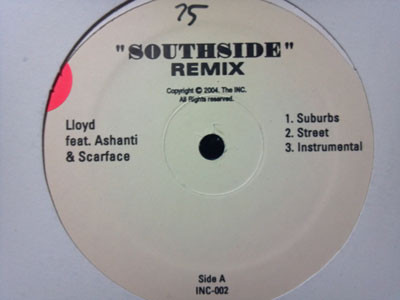 75
"SOUTHSIDE"
REMIX
Copyright © 2004. The INC.
All Rights reserved.
Lloyd
feat. Ashanti
& Scarface
1. Suburbs
2. Street
3. Instrumental
Side A
INC-002